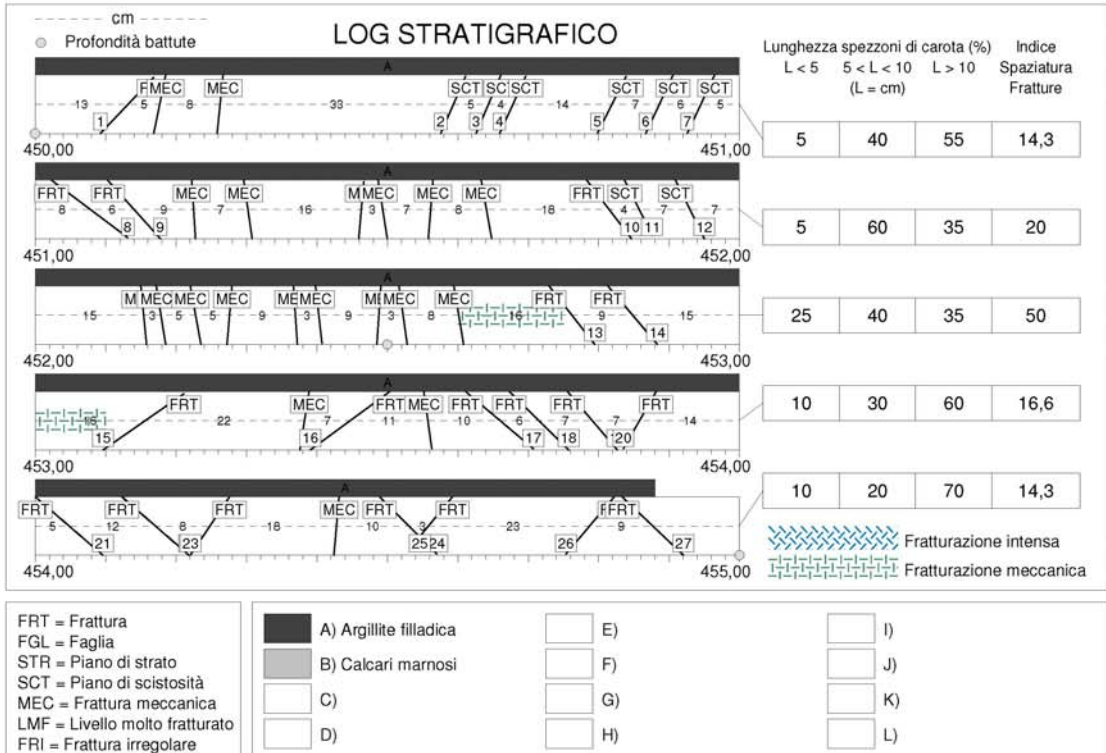 cm
Profondità battute
LOG STRATIGRAFICO
Lunghezza spezzoni di carota (%)
L < 5
5 < L < 10
L > 10
(L = cm)
Indice
Spaziatura
Fratture
A
MEC MEC SCT SCT SCT SCT SCT
13 5 8 33 5 4 14 7 6 5
1 2 3 4 5 6 7
450,00 451,00
5 40 55 14,3
A
FRT FRT MEC MEC MEC MEC MEC FRT SCT SCT
8 6 9 7 16 3 7 8 18 4 7 7
8 9 10 11 12
451,00 452,00
5 60 35 20
A
MEC MEC MEC MEC MEC MEC FRT FRT
15 3 5 5 9 3 9 3 8 16 9 15
13 14
452,00 453,00
25 40 35 50
A
FRT MEC FRT MEC FRT FRT FRT FRT
22 7 11 10 6 7 7 14
15 16 17 18 20
453,00 454,00
10 30 60 16,6
A
FRT FRT FRT MEC FRT FRT FRT
5 12 8 18 10 3 23 9
21 23 25 24 26 27
454,00 455,00
10 20 70 14,3
Fratturazione intensa
Fratturazione meccanica
FRT = Frattura
FGL = Faglia
STR = Piano di strato
SCT = Piano di scistosità
MEC = Frattura meccanica
LMF = Livello molto fratturato
FRI = Frattura irregolare
A) Argillite filladica
B) Calcari marnosi
C)
D)
E)
F)
G)
H)
I)
J)
K)
L)